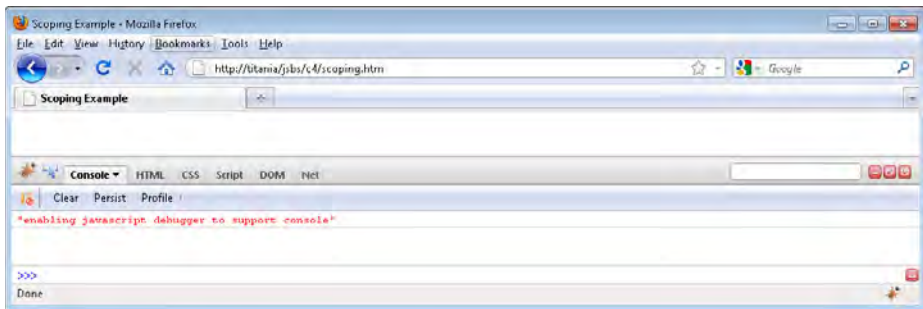 Scoping Example - Mozilla Firefox
File Edit View History Bookmarks Tools Help
http://titania/jsbs/c4/scoping.htm
Google
Scoping Example
Console HTML CSS Script DOM Net
Clear Persist Profile
"enabling javascript debugger to support console"
>>>
Done